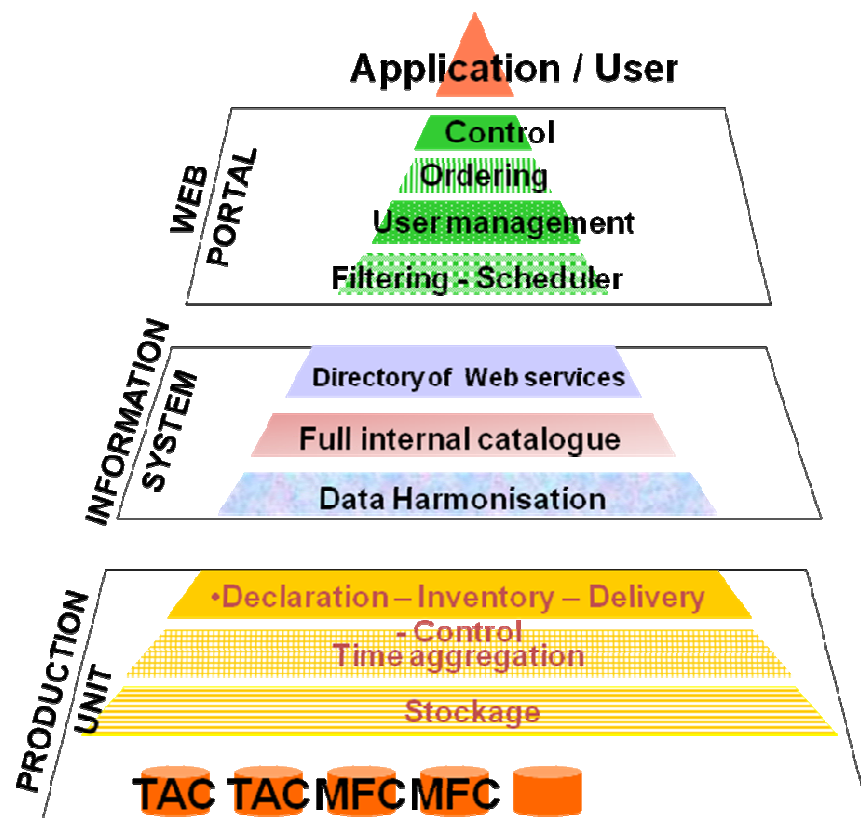 Application / User
WEB
PORTAL
Control
Ordering
User management
Filtering - Scheduler
INFORMATION
SYSTEM
Directory of Web services
Full internal catalogue
Data Harmonisation
PRODUCTION
UNIT
•Declaration – Inventory – Delivery
- Control
Time aggregation
Stockage
TAC TAC MFC MFC